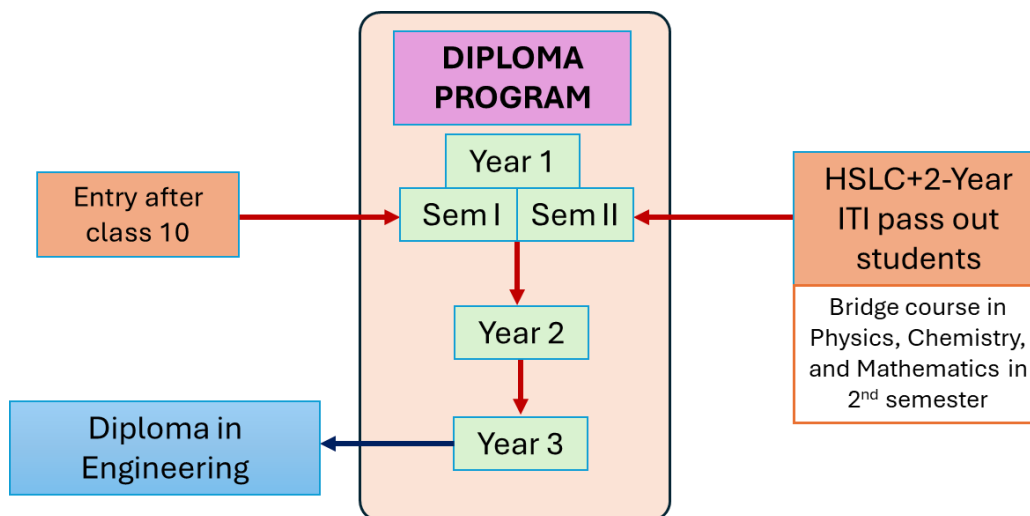 DIPLOMA
PROGRAM
Year 1
Entry after
class 10
Sem I
Sem II
HSLC+2-Year
ITI pass out
students
Bridge course in
Physics, Chemistry,
and Mathematics in
2nd semester
Year 2
Year 3
Diploma in
Engineering